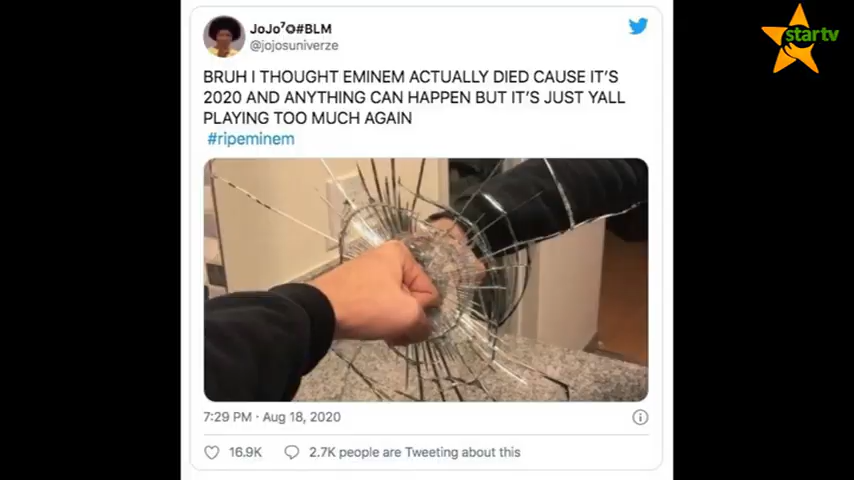 startv
JoJo⁷✪#BLM
@jojosuniverze
BRUH I THOUGHT EMINEM ACTUALLY DIED CAUSE IT'S
2020 AND ANYTHING CAN HAPPEN BUT IT'S JUST YALL
PLAYING TOO MUCH AGAIN
#ripeminem
7:29 PM · Aug 18, 2020
16.9K
2.7K people are Tweeting about this